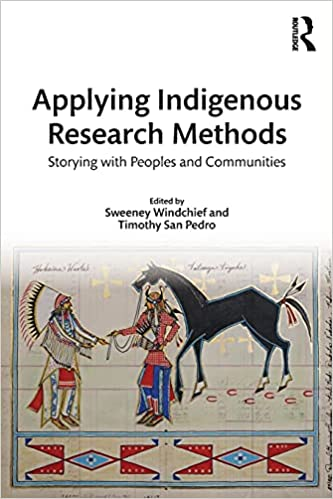 ROUTLEDGE
Applying Indigenous
Research Methods
Storying with Peoples and Communities
Edited by
Sweeney Windchief and
Timothy San Pedro